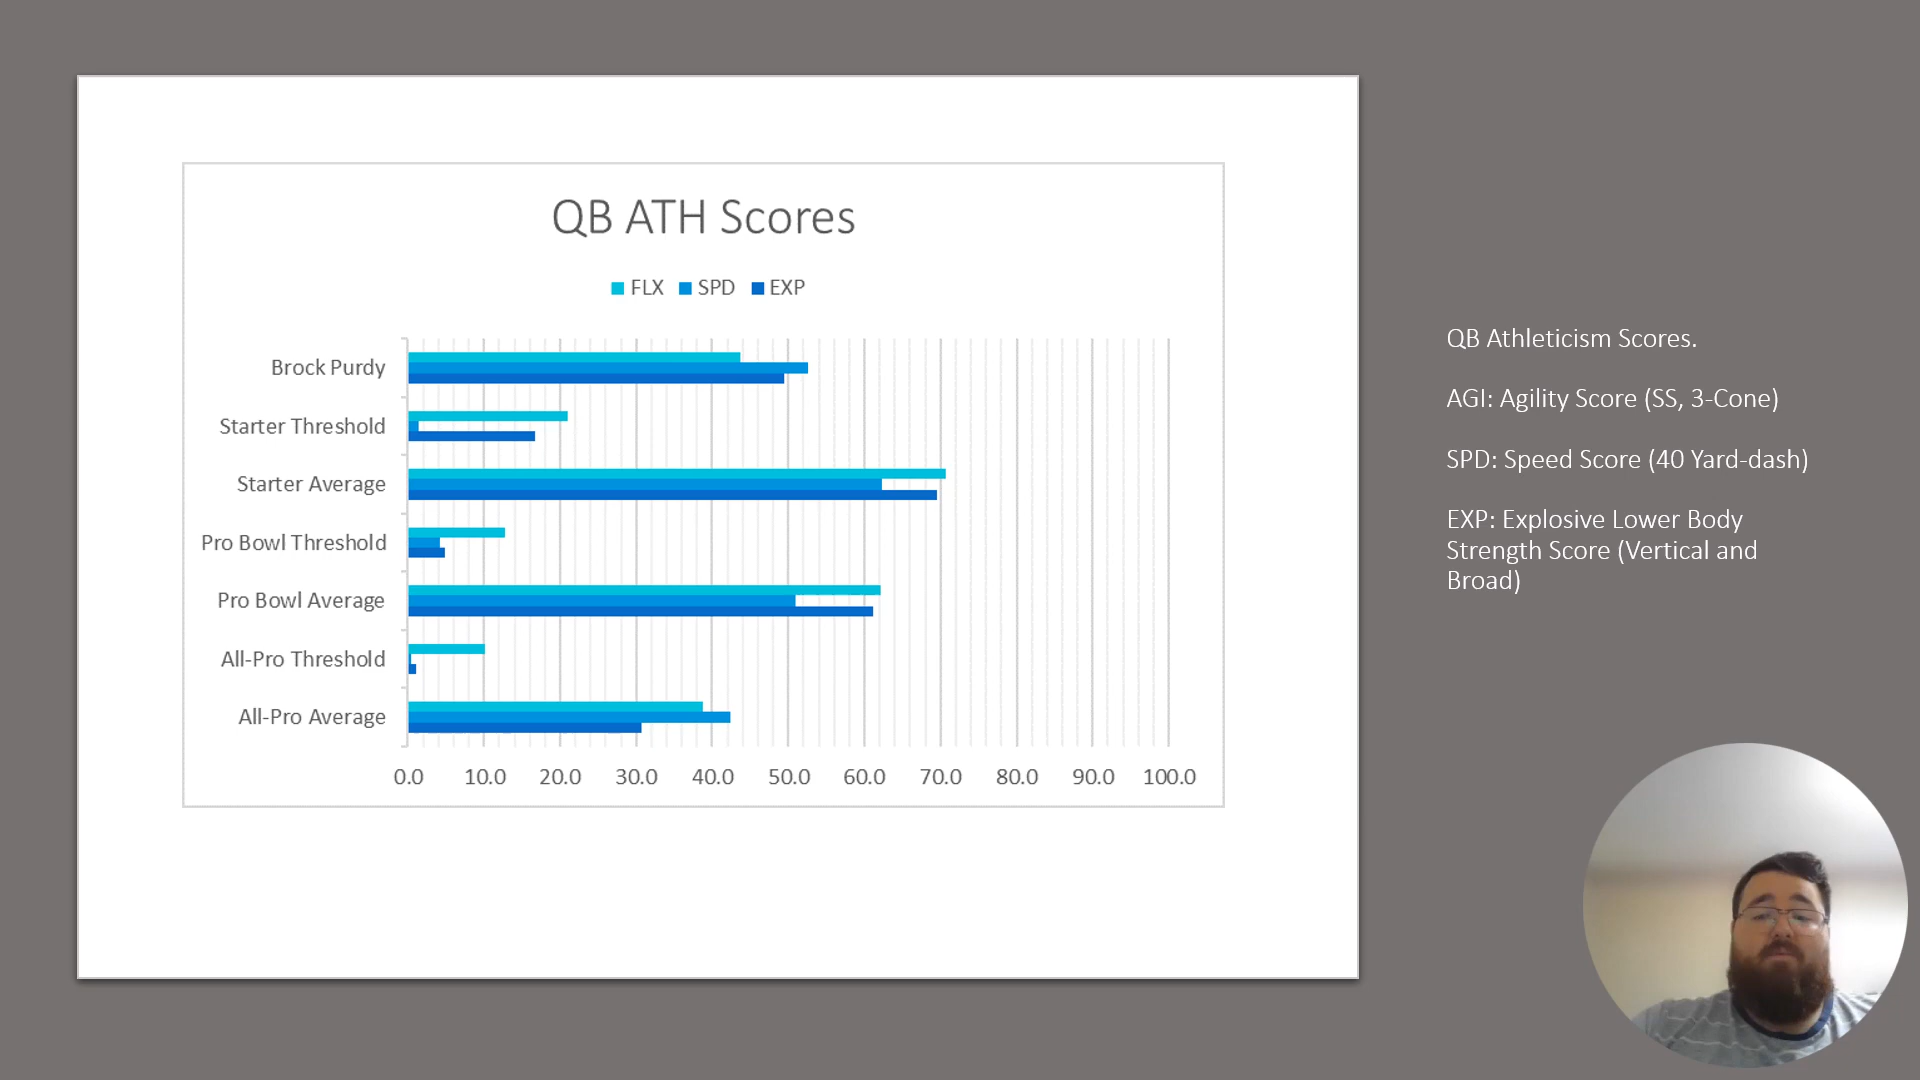 QB ATH Scores
FLX SPD EXP
Brock Purdy
Starter Threshold
Starter Average
Pro Bowl Threshold
Pro Bowl Average
All-Pro Threshold
All-Pro Average
0.0 10.0 20.0 30.0 40.0 50.0 60.0 70.0 80.0 90.0 100.0
QB Athleticism Scores.
AGI: Agility Score (SS, 3-Cone)
SPD: Speed Score (40 Yard-dash)
EXP: Explosive Lower Body
Strength Score (Vertical and
Broad)